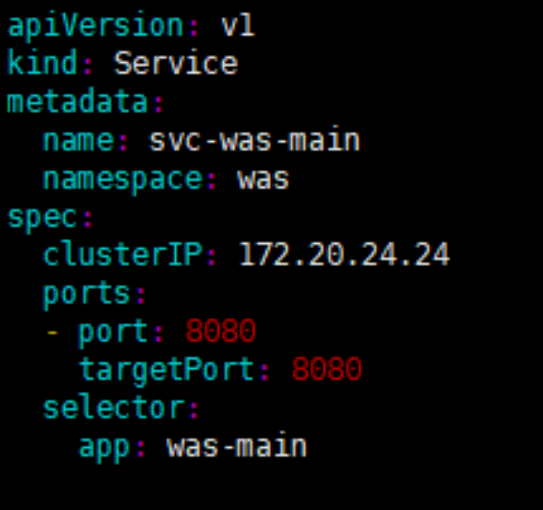 apiVersion: v1
kind: Service
metadata:
  name: svc-was-main
  namespace: was
spec:
  clusterIP: 172.20.24.24
  ports:
  - port: 8080
    targetPort: 8080
  selector:
    app: was-main